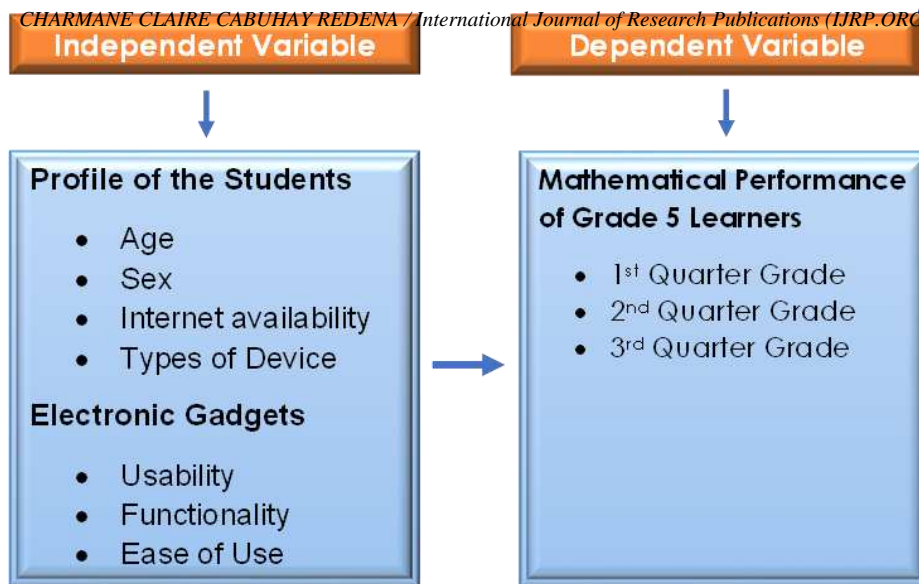 CHARMANE CLAIRE CABUHAY REDENA / International Journal of Research Publications (IJRP.ORG
Independent Variable
Profile of the Students
• Age
• Sex
• Internet availability
• Types of Device
Electronic Gadgets
• Usability
• Functionality
• Ease of Use
Dependent Variable
Mathematical Performance
of Grade 5 Learners
• 1st Quarter Grade
• 2nd Quarter Grade
• 3rd Quarter Grade